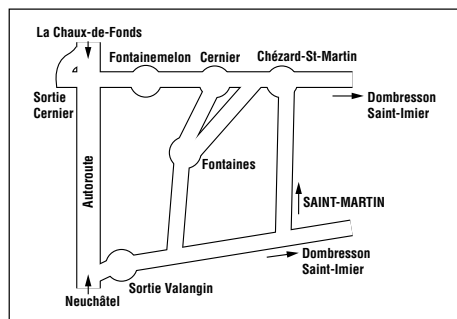 La Chaux-de-Fonds
Fontainemelon
Cernier
Chézard-St-Martin
Sortie
Cernier
Dombresson
Saint-Imier
Fontaines
Autoroute
SAINT-MARTIN
Dombresson
Saint-Imier
Sortie Valangin
Neuchâtel